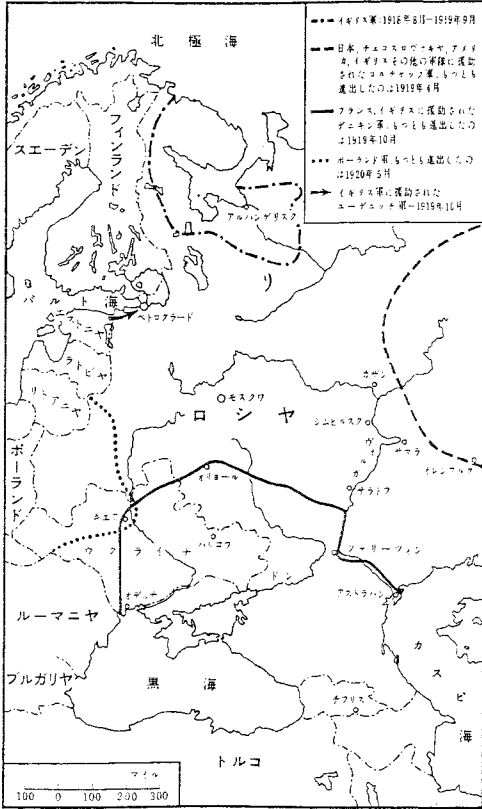 北極海
イギリス軍:1918年8月-1919年9月
日本,チェコスロヴァキヤ,アメリ
カ,イギリスその他の軍隊に援助
されたコルチャック軍,もっとも
進出したのは1919年4月
フランス,イギリスに援助された
デニキン軍,もっとも進出したの
は1919年10月
ポーランド軍,もっとも進出したの
は1920年5月
イギリス軍に援助された
ユーデニッチ軍-1919年10月
スエーデン
フィンランド
アルハンゲリスク
リ
バルト海
ペトログラード
エストニヤ
ラトビヤ
リトアニヤ
カザン
モスクワ
シムビルスク
ロシヤ
サマラ
ヴォルガ
オレンブルグ
ポーランド
オリョール
サラトフ
キエフ
ハリコフ
ウクライナ
ツァリーツィン
ドン
オデッサ
アストラハン
ルーマニヤ
カスピ海
ブルガリヤ
黒海
チフリス
トルコ
マイル
100 0 100 200 300